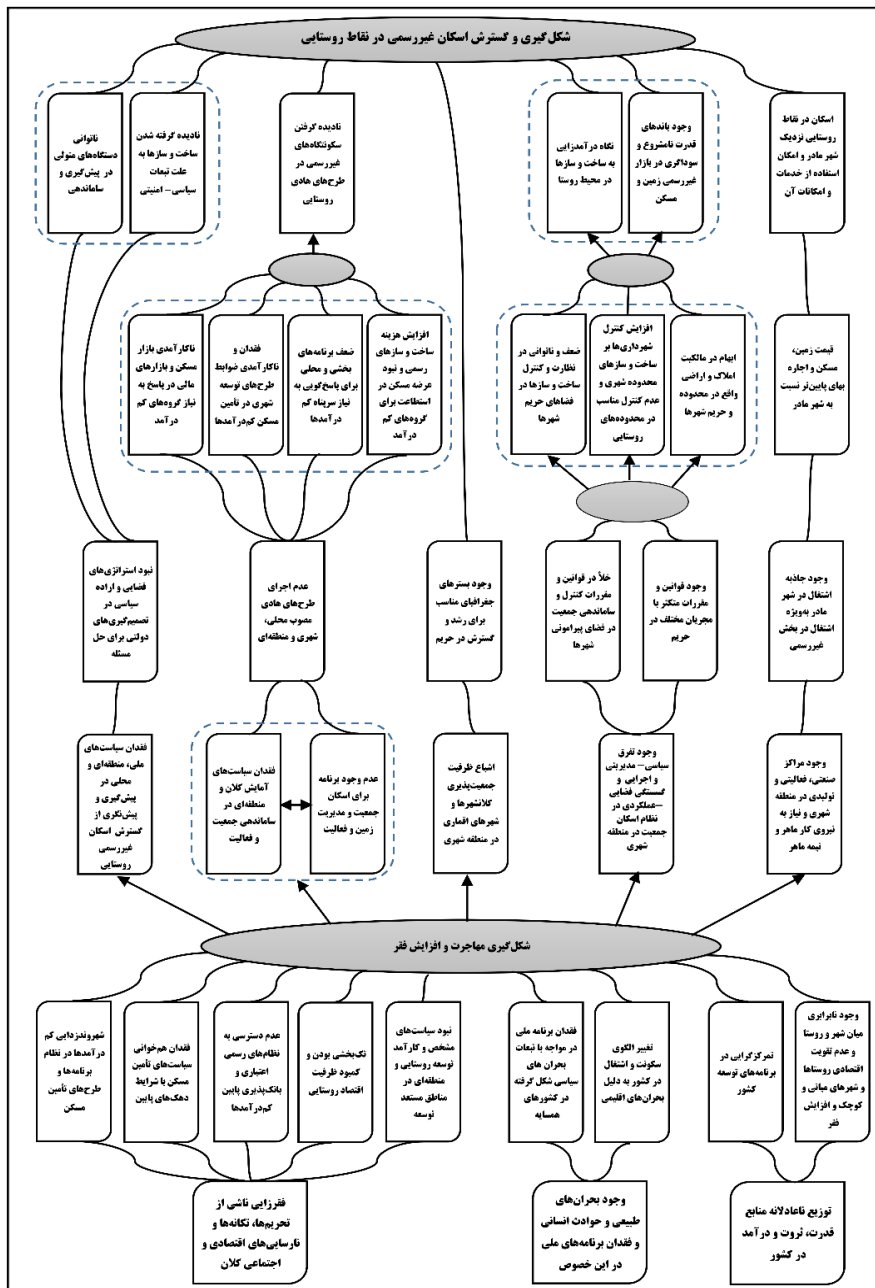 شکل‌گیری و گسترش اسکان غیررسمی در نقاط روستایی
اسکان در نقاط
روستایی نزدیک
شهر مادر و امکان
استفاده از خدمات
و امکانات آن
وجود باندهای
قدرت نامشروع و
سوداگری در بازار
غیررسمی زمین و
مسکن
نگاه درآمدزایی
به ساخت و سازها
در محیط روستا
نادیده گرفتن
سکونتگاه‌های
غیررسمی در
طرح‌های هادی
روستایی
نادیده گرفته شدن
ساخت و سازها به
علت تبعات
سیاسی- امنیتی
ناتوانی
دستگاه‌های متولی
در پیش‌گیری و
ساماندهی
قیمت زمین،
مسکن و اجاره
بهای پایین‌تر نسبت
به شهر مادر
ابهام در مالکیت
املاک و اراضی
واقع در محدوده
و حریم شهرها
افزایش کنترل
شهرداری‌ها بر
ساخت و سازهای
محدوده شهری و
عدم کنترل مناسب
در محدوده‌های
روستایی
ضعف و ناتوانی در
نظارت و کنترل
ساخت و سازها در
فضاهای حریم
شهرها
افزایش هزینه
ساخت و سازهای
رسمی و نبود
عرضه مسکن در
استطاعت برای
گروه‌های کم
درآمد
ضعف برنامه‌های
بخشی و محلی
برای پاسخ‌گویی به
نیاز سرپناه کم
درآمدها
فقدان و
ناکارآمدی ضوابط
طرح‌های توسعه
شهری در تأمین
مسکن کم‌درآمدها
ناکارآمدی بازار
مسکن و بازارهای
مالی در پاسخ به
نیاز گروه‌های کم
درآمد
وجود جاذبه
اشتغال در شهر
مادر به‌ویژه
اشتغال در بخش
غیررسمی
وجود قوانین و
مقررات متکثر با
مجریان مختلف در
حریم
خلأ در قوانین و
مقررات کنترل و
ساماندهی جمعیت
در فضای پیرامونی
شهرها
وجود بسترهای
جغرافیای مناسب
برای رشد و
گسترش در حریم
عدم اجرای
طرح‌های هادی
مصوب محلی،
شهری و منطقه‌ای
نبود استراتژی‌های
فضایی و اراده
سیاسی در
تصمیم‌گیری‌های
دولتی برای حل
مسئله
وجود مراکز
صنعتی، فعالیتی و
تولیدی در منطقه
شهری و نیاز به
نیروی کار ماهر و
نیمه ماهر
وجود تفرق
سیاسی- مدیریتی
و اجرایی و
گسستگی فضایی
-عملکردی در
نظام اسکان
جمعیت در منطقه
شهری
اشباع ظرفیت
جمعیت‌پذیری
کلانشهرها و
شهرهای اقماری
در منطقه شهری
عدم وجود برنامه
برای اسکان
جمعیت و مدیریت
زمین و فعالیت
فقدان سیاست‌های
آمایش کلان و
منطقه‌ای در
ساماندهی جمعیت
و فعالیت
فقدان سیاست‌های
ملی، منطقه‌ای و
محلی در
پیش‌گیری و
پیش‌نگری از
گسترش اسکان
غیررسمی
روستایی
شکل‌گیری مهاجرت و افزایش فقر
وجود نابرابری
میان شهر و روستا
و عدم تقویت
اقتصادی روستاها
و شهرهای میانی و
کوچک و افزایش
فقر
تمرکزگرایی در
برنامه‌های توسعه
کشور
تغییر الگوی
سکونت و اشتغال
در کشور به دلیل
بحران‌های اقلیمی
فقدان برنامه ملی
در مواجه با تبعات
بحران های
سیاسی شکل گرفته
در کشورهای
همسایه
نبود سیاست‌های
مشخص و کارآمد
توسعه روستایی و
منطقه‌ای در
مناطق مستعد
توسعه
تک‌بخشی بودن و
کمبود ظرفیت
اقتصاد روستایی
عدم دسترسی به
نظام‌های رسمی
اعتباری و
بانک‌پذیری پایین
کم‌درآمدها
فقدان هم‌خوانی
سیاست‌های تأمین
مسکن با شرایط
دهک‌های پایین
شهروندزدایی کم
درآمدها در نظام
برنامه‌ها و
طرح‌های تأمین
مسکن
توزیع ناعادلانه منابع
قدرت، ثروت و درآمد
در کشور
وجود بحران‌های
طبیعی و حوادث انسانی
و فقدان برنامه‌های ملی
در این خصوص
فقرزایی ناشی از
تحریم‌ها، تکانه‌ها و
نارسایی‌های اقتصادی و
اجتماعی کلان